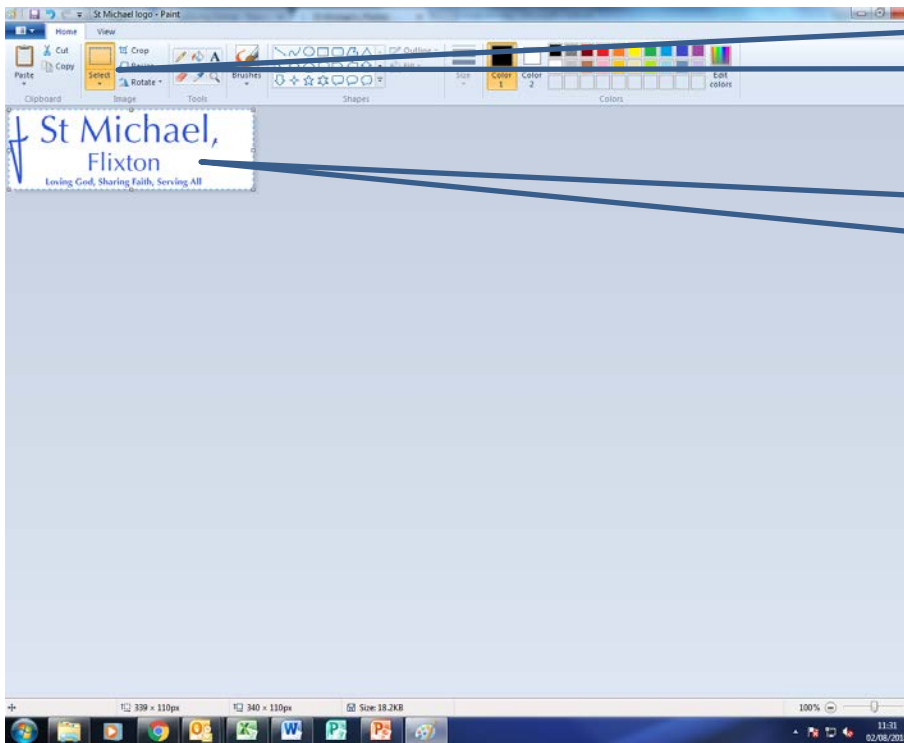 St Michael logo - Paint
Home View
Paste
Cut
Copy
Select
Crop
Rotate
Brushes
Outline
Size
Color 1
Color 2
Edit colors
Clipboard Image Tools Shapes Colors
St Michael,
Flixton
Loving God, Sharing Faith, Serving All
339 × 110px 340 × 110px Size: 18.2KB 100%
11:31